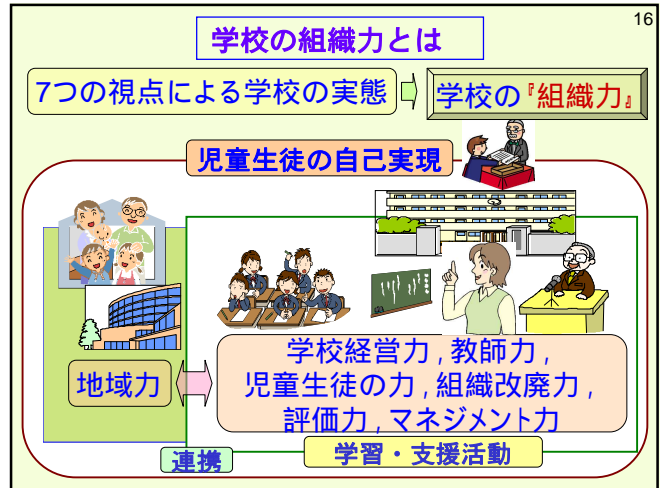 16
学校の組織力とは
7つの視点による学校の実態
学校の『組織力』
児童生徒の自己実現
地域力
学校経営力,教師力,
児童生徒の力,組織改廃力,
評価力,マネジメント力
連携
学習・支援活動